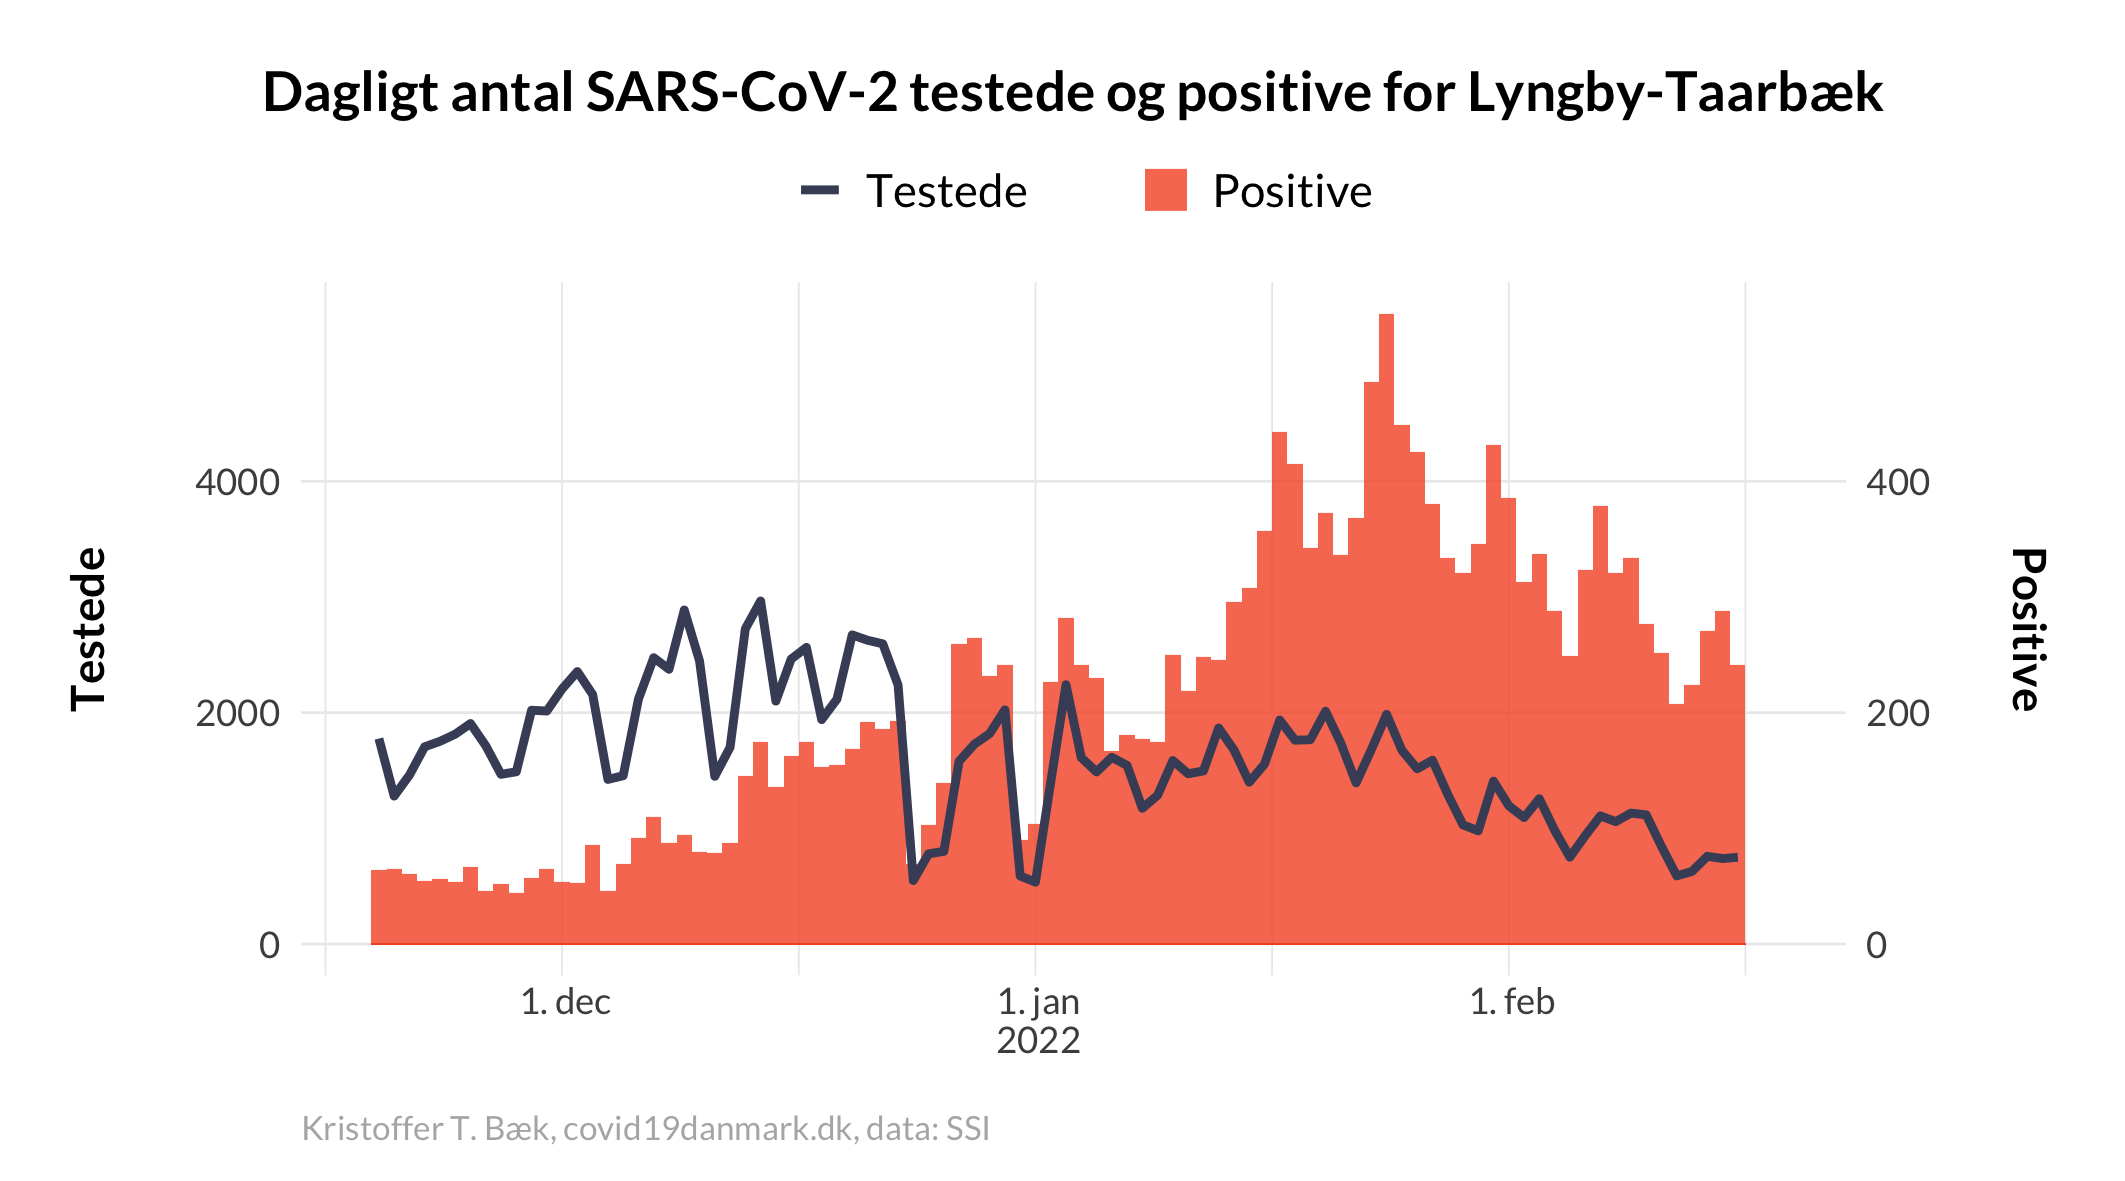 Dagligt antal SARS-CoV-2 testede og positive for Lyngby-Taarbæk
Testede
Positive
Testede
4000
2000
0
400
200
0
Positive
1. dec
1. jan
2022
1. feb
Kristoffer T. Bæk, covid19danmark.dk, data: SSI